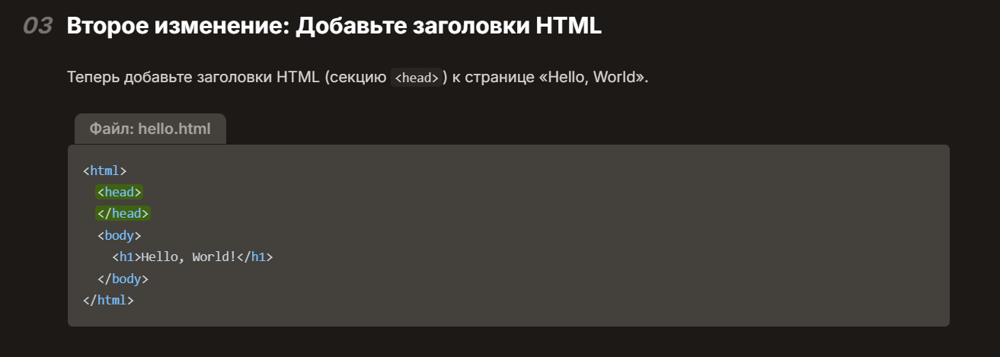 03 Второе изменение: Добавьте заголовки HTML
Теперь добавьте заголовки HTML (секцию <head>) к странице «Hello, World».
Файл: hello.html
<html>
  <head>
  </head>
  <body>
    <h1>Hello, World!</h1>
  </body>
</html>